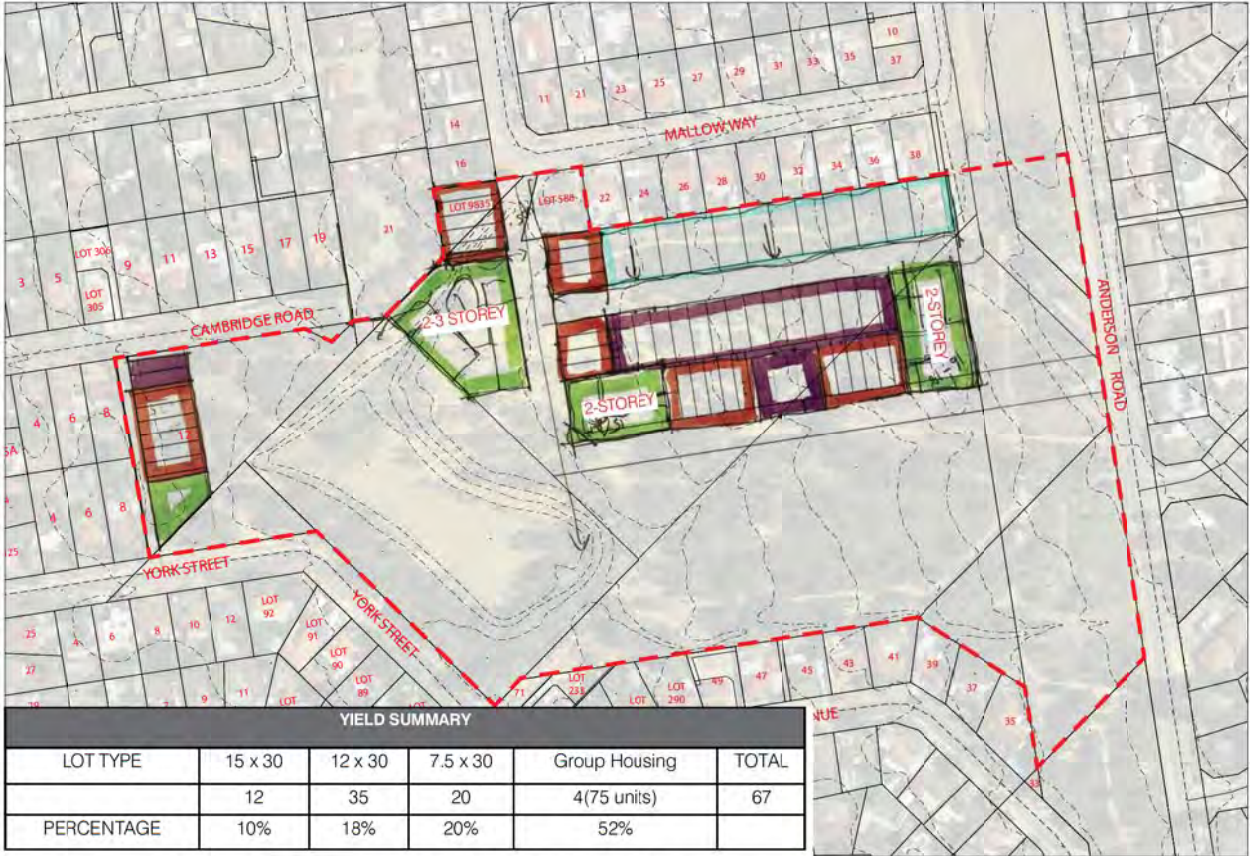 10
11 21 23 25 27 29 31 33 35 37
MALLOW WAY
14
16
LOT 9835
LOT 588
22 24 26 28 30 32 34 36 38
21
LOT 306
3 5 9 11 13 15 17 19
LOT
305
CAMBRIDGE ROAD
2-3 STOREY
2-STOREY
ANDERSON ROAD
2-STOREY
4 6 8
12
4 6 8
25
YORK STREET
YORK STREET
25 4 6 8 10 12 LOT
92
LOT
91
LOT
90
LOT
89
27
9 11 LOT
71
LOT
233
LOT
LOT
290
49 47 45 43 41 39 37 35
33
NUE
YIELD SUMMARY
LOT TYPE 15 x 30 12 x 30 7.5 x 30 Group Housing TOTAL
12 35 20 4(75 units) 67
PERCENTAGE 10% 18% 20% 52%